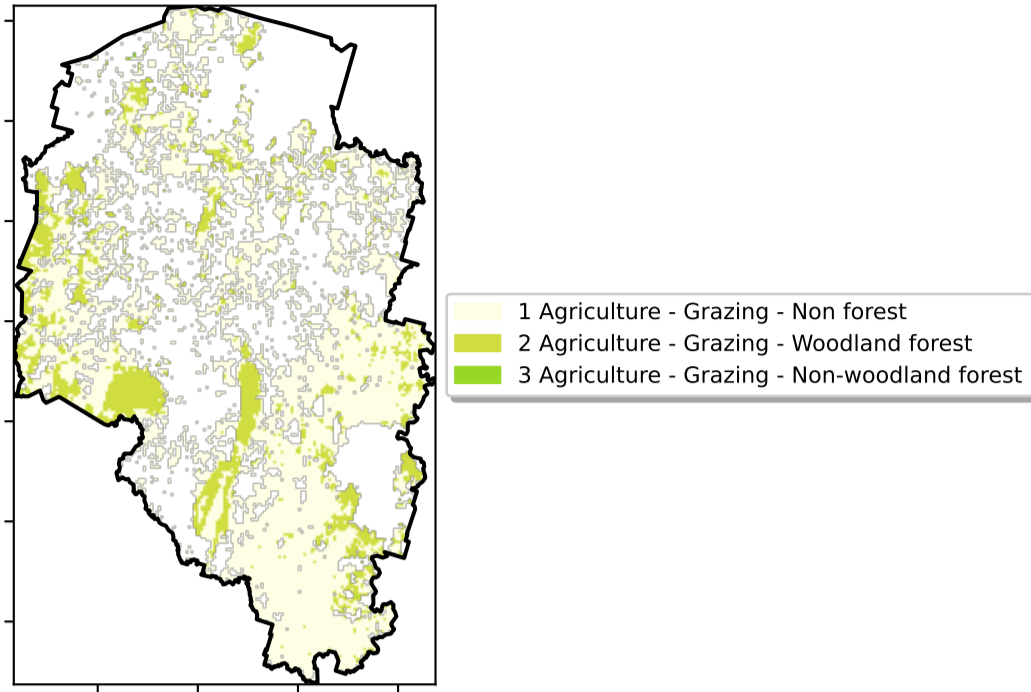 1 Agriculture - Grazing - Non forest
2 Agriculture - Grazing - Woodland forest
3 Agriculture - Grazing - Non-woodland forest